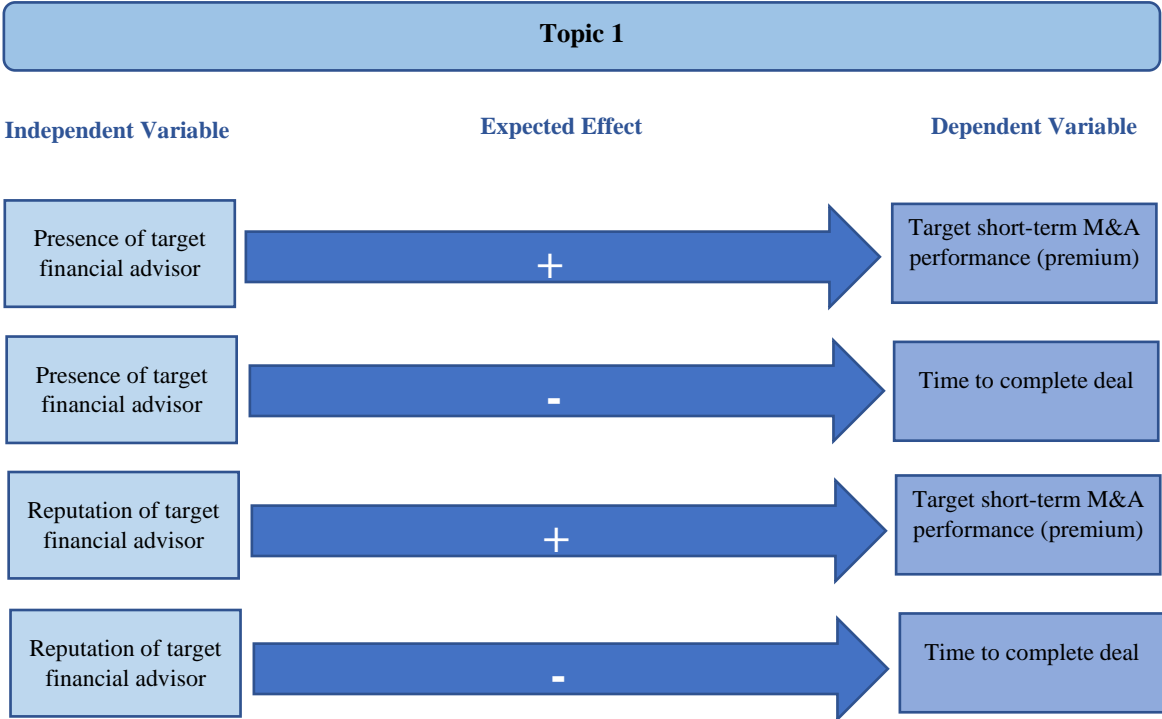 Topic 1
Independent Variable
Expected Effect
Dependent Variable
Presence of target
financial advisor
+
Target short-term M&A
performance (premium)
Presence of target
financial advisor
-
Time to complete deal
Reputation of target
financial advisor
+
Target short-term M&A
performance (premium)
Reputation of target
financial advisor
-
Time to complete deal